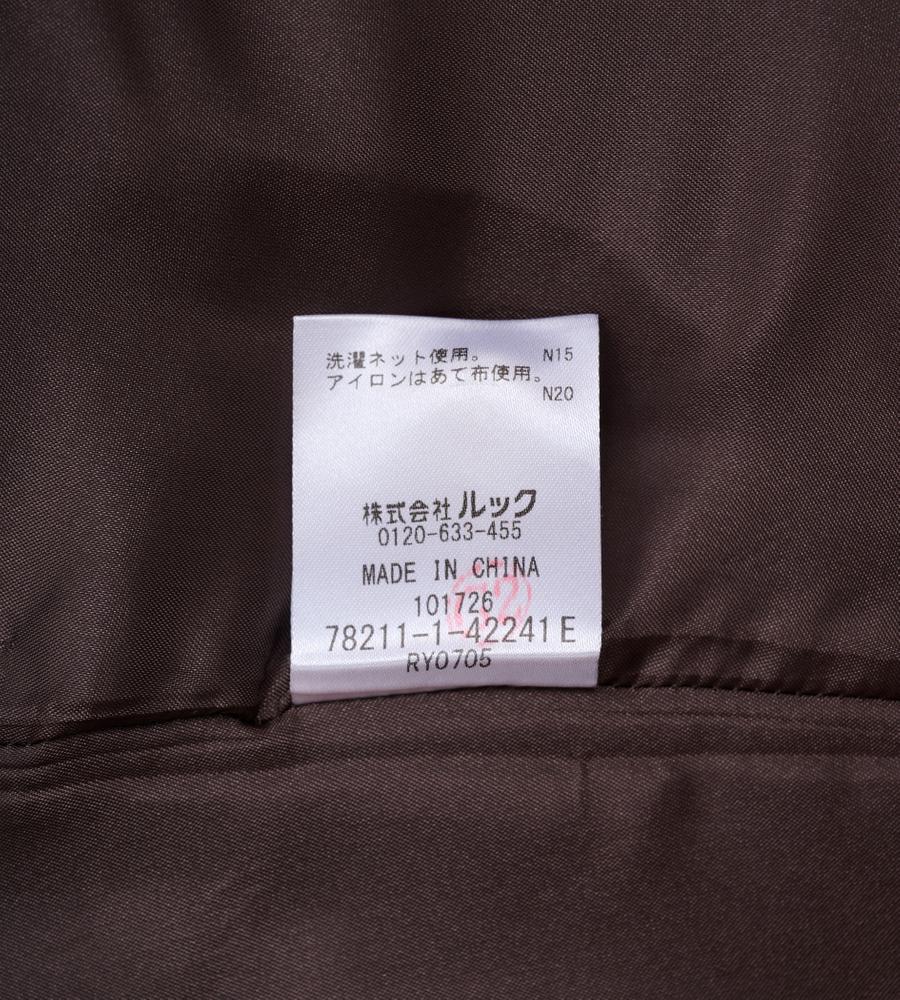 洗濯ネット使用。 N15
アイロンはあて布使用。
N20
株式会社ルック
0120-633-455
MADE IN CHINA
101726
78211-1-42241 E
RY0705